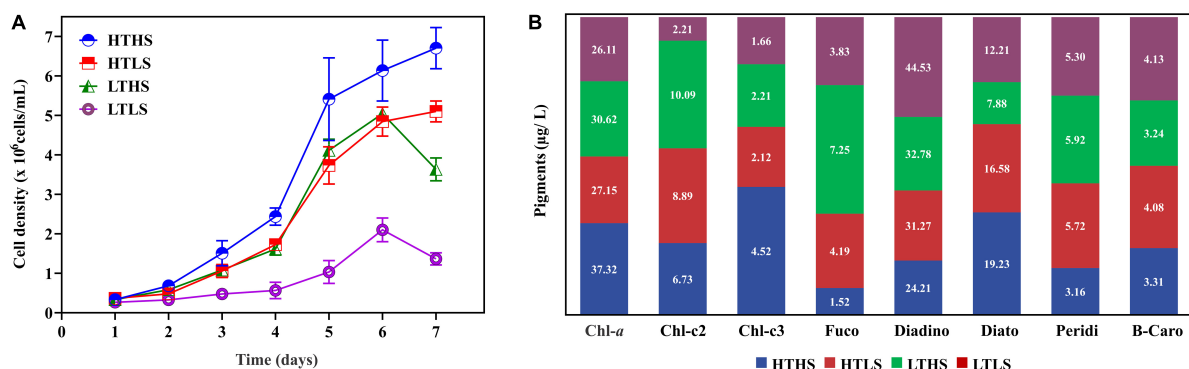 A
HTHS
HTLS
LTHS
LTLS
Cell density (x 10⁶cells/mL)
7
6
5
4
3
2
1
0
0 1 2 3 4 5 6 7
Time (days)
B
Pigments (µg/ L)
26.11 2.21 1.66 3.83 44.53 12.21 5.30 4.13
30.62 10.09 2.21 7.25 32.78 7.88 5.92 3.24
27.15 8.89 2.12 4.19 31.27 16.58 5.72 4.08
37.32 6.73 4.52 1.52 24.21 19.23 3.16 3.31
Chl-a Chl-c2 Chl-c3 Fuco Diadino Diato Peridi B-Caro
HTHS HTLS LTHS LTLS